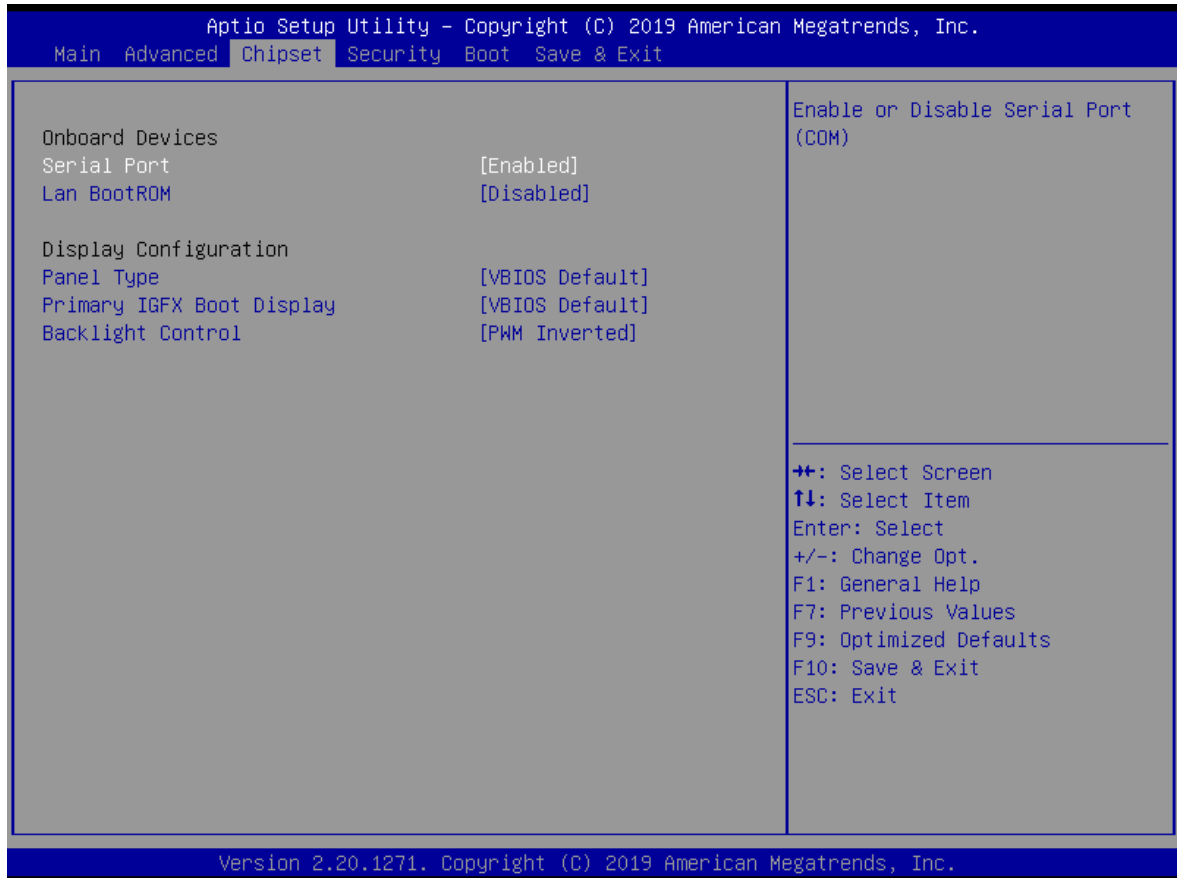 Aptio Setup Utility – Copyright (C) 2019 American Megatrends, Inc.
Main Advanced Chipset Security Boot Save & Exit
Onboard Devices
Serial Port [Enabled]
Lan BootROM [Disabled]
Display Configuration
Panel Type [VBIOS Default]
Primary IGFX Boot Display [VBIOS Default]
Backlight Control [PWM Inverted]
Enable or Disable Serial Port
(COM)
→←: Select Screen
↑↓: Select Item
Enter: Select
+/-: Change Opt.
F1: General Help
F7: Previous Values
F9: Optimized Defaults
F10: Save & Exit
ESC: Exit
Version 2.20.1271. Copyright (C) 2019 American Megatrends, Inc.